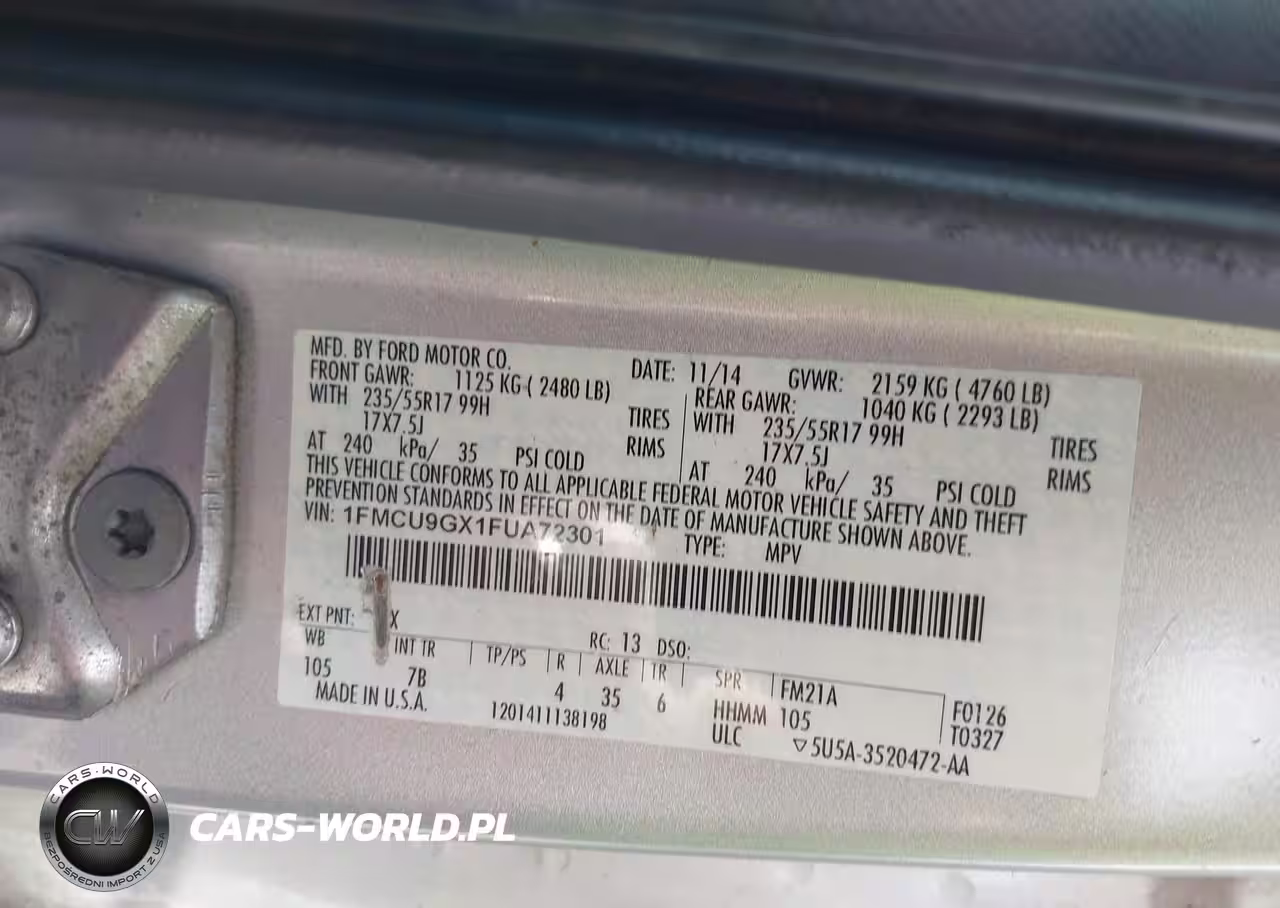 MFD. BY FORD MOTOR CO. DATE: 11/14 GVWR: 2159 KG ( 4760 LB)
FRONT GAWR: 1125 KG ( 2480 LB) REAR GAWR: 1040 KG ( 2293 LB)
WITH 235/55R17 99H TIRES WITH 235/55R17 99H TIRES
17X7.5J RIMS 17X7.5J RIMS
AT 240 kPa/ 35 PSI COLD AT 240 kPa/ 35 PSI COLD
THIS VEHICLE CONFORMS TO ALL APPLICABLE FEDERAL MOTOR VEHICLE SAFETY AND THEFT
PREVENTION STANDARDS IN EFFECT ON THE DATE OF MANUFACTURE SHOWN ABOVE.
VIN: 1FMCU9GX1FUA72301 TYPE: MPV
EXT PNT: X RC: 13 DSO:
WB INT TR TP/PS R AXLE TR SPR FM21A F0126
105 7B 4 35 6 HHMM 105 T0327
MADE IN U.S.A. 1201411138198 ULC ▽5U5A-3520472-AA
CARS-WORLD
CW
BEZPOŚREDNI IMPORT Z USA
CARS-WORLD.PL